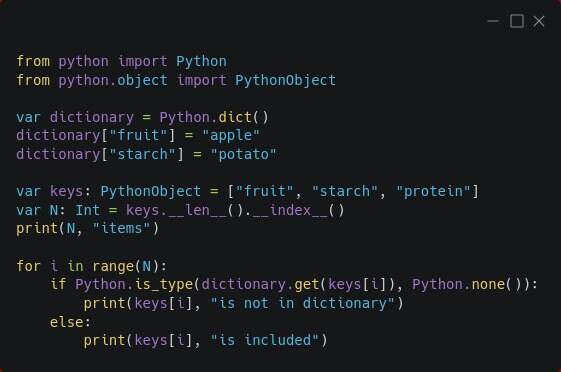 from python import Python
from python.object import PythonObject

var dictionary = Python.dict()
dictionary["fruit"] = "apple"
dictionary["starch"] = "potato"

var keys: PythonObject = ["fruit", "starch", "protein"]
var N: Int = keys.__len__().__index__()
print(N, "items")

for i in range(N):
    if Python.is_type(dictionary.get(keys[i]), Python.none()):
        print(keys[i], "is not in dictionary")
    else:
        print(keys[i], "is included")